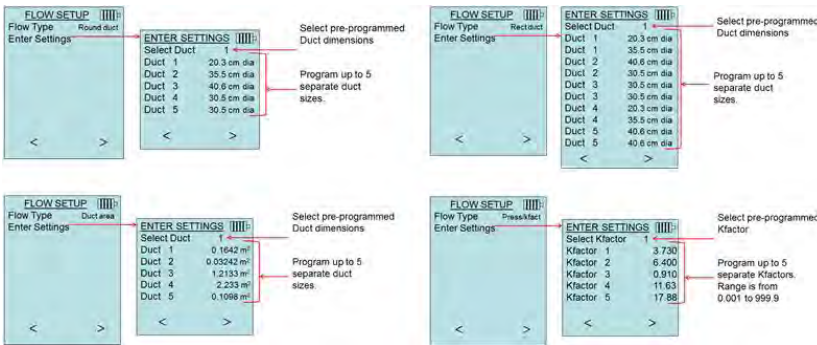 FLOW SETUP
Flow Type Round duct
Enter Settings
ENTER SETTINGS
Select Duct 1
Duct 1 20.3 cm dia
Duct 2 35.5 cm dia
Duct 3 40.6 cm dia
Duct 4 30.5 cm dia
Duct 5 30.5 cm dia
< >
< >
Select pre-programmed
Duct dimensions
Program up to 5
separate duct
sizes.
FLOW SETUP
Flow Type Rect duct
Enter Settings
ENTER SETTINGS
Select Duct 1
Duct 1 20.3 cm dia
Duct 1 35.5 cm dia
Duct 2 40.6 cm dia
Duct 2 30.5 cm dia
Duct 3 30.5 cm dia
Duct 3 30.5 cm dia
Duct 4 20.3 cm dia
Duct 4 35.5 cm dia
Duct 5 40.6 cm dia
Duct 5 40.6 cm dia
< >
< >
Select pre-programmed
Duct dimensions
Program up to 5
separate duct
sizes.
FLOW SETUP
Flow Type Duct area
Enter Settings
ENTER SETTINGS
Select Duct 1
Duct 1 0.1642 m²
Duct 2 0.03242 m²
Duct 3 1.2133 m²
Duct 4 2.233 m²
Duct 5 0.1098 m²
< >
< >
Select pre-programmed
Duct dimensions
Program up to 5
separate duct
sizes.
FLOW SETUP
Flow Type Press/kfact
Enter Settings
ENTER SETTINGS
Select Kfactor 1
Kfactor 1 3.730
Kfactor 2 6.400
Kfactor 3 0.910
Kfactor 4 11.63
Kfactor 5 17.88
< >
< >
Select pre-programmed
Kfactor
Program up to 5
separate Kfactors.
Range is from
0.001 to 999.9